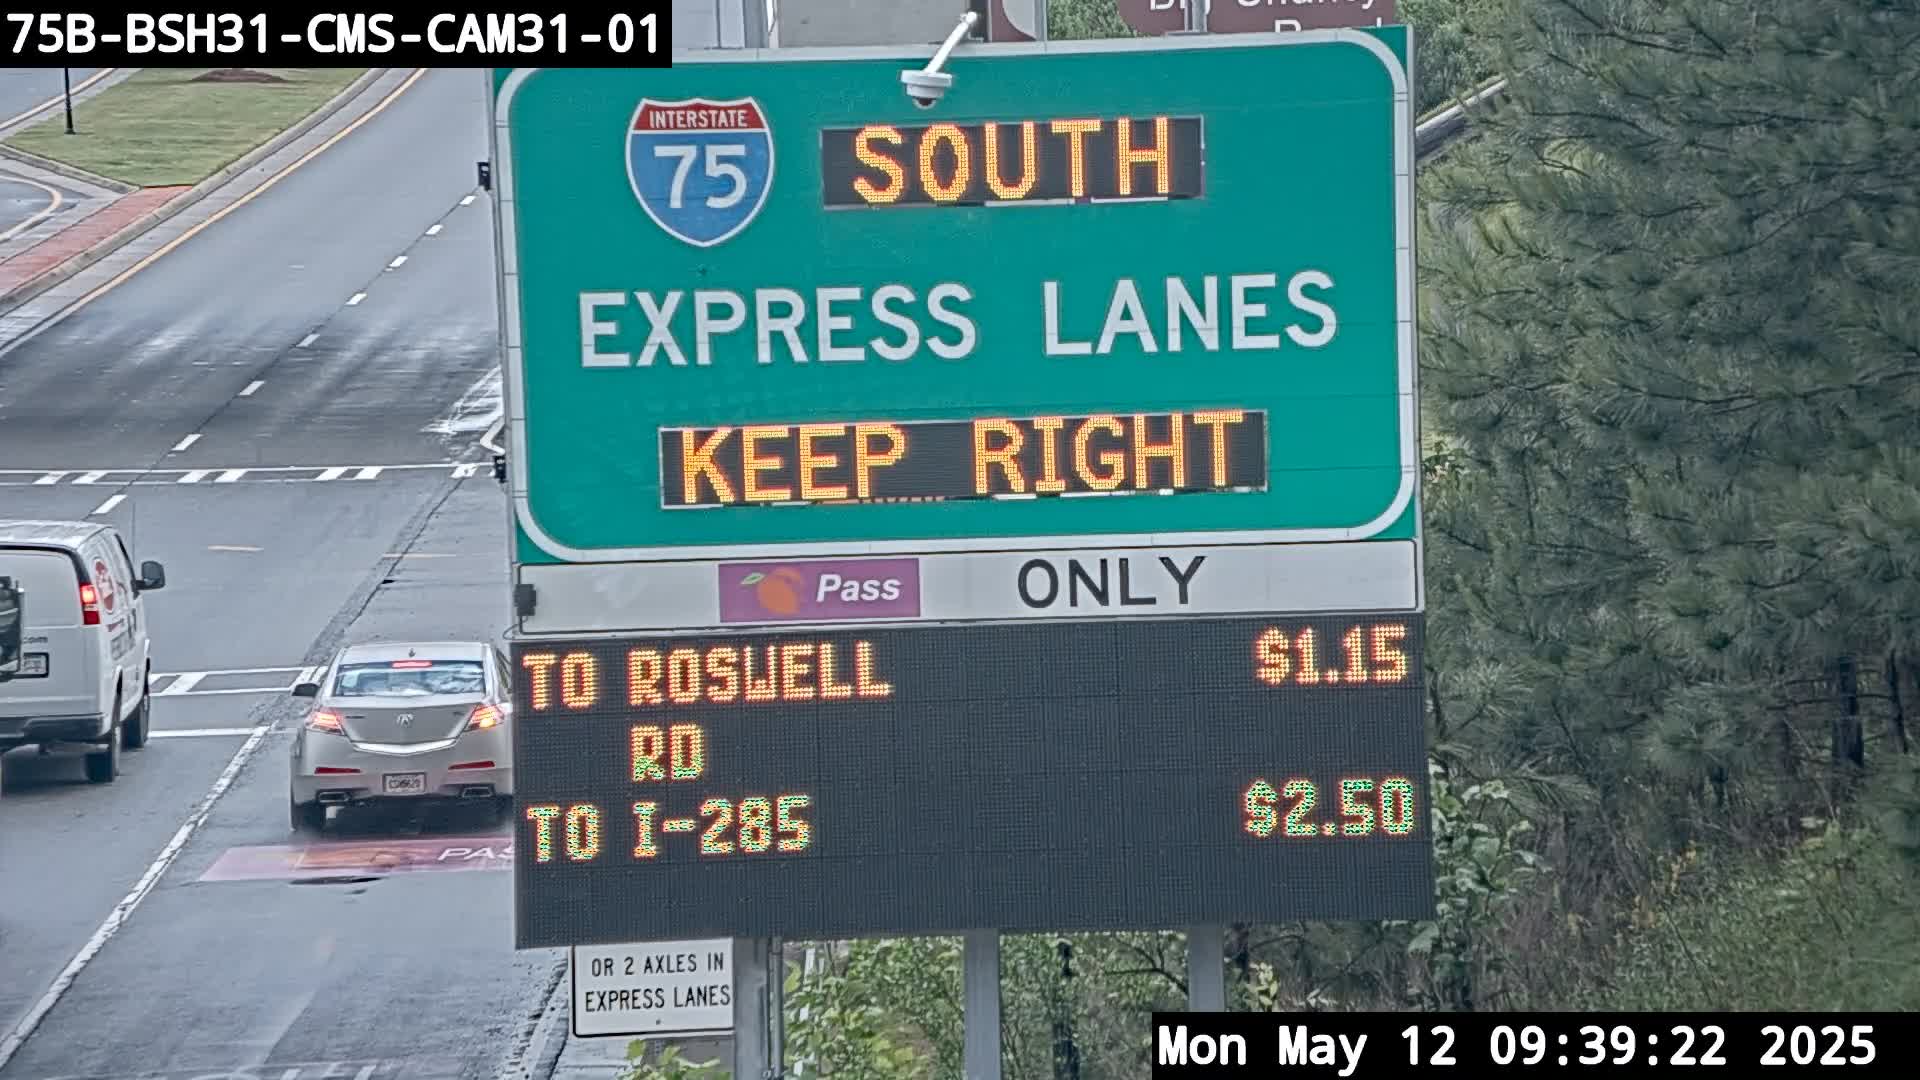 75B-BSH31-CMS-CAM31-01
INTERSTATE
75
SOUTH
EXPRESS LANES
KEEP RIGHT
Pass ONLY
TO ROSWELL $1.15
RD
TO I-285 $2.50
OR 2 AXLES IN
EXPRESS LANES
Mon May 12 09:39:22 2025